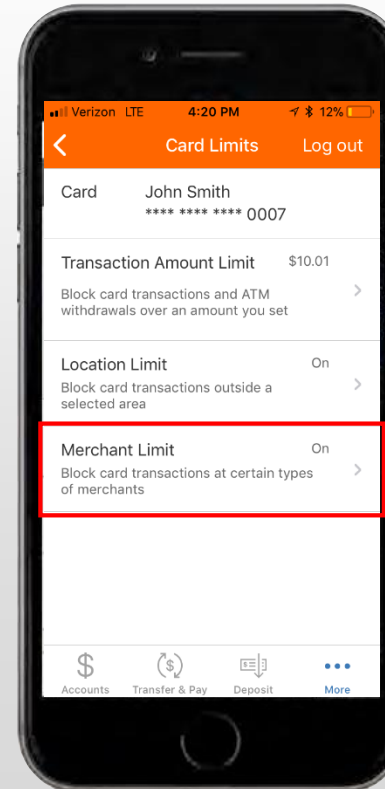 Verizon LTE 4:20 PM 12%
Card Limits Log out
Card John Smith
**** **** **** 0007
Transaction Amount Limit $10.01
Block card transactions and ATM
withdrawals over an amount you set
Location Limit On
Block card transactions outside a
selected area
Merchant Limit On
Block card transactions at certain types
of merchants
Accounts Transfer & Pay Deposit More